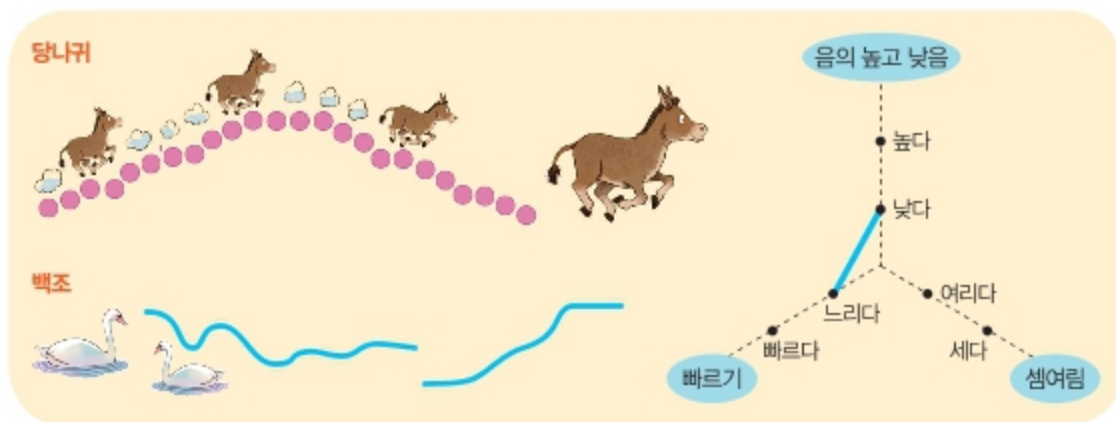 당나귀
백조
음의 높고 낮음
높다
낮다
느리다
여리다
빠르다
세다
빠르기
셈여림